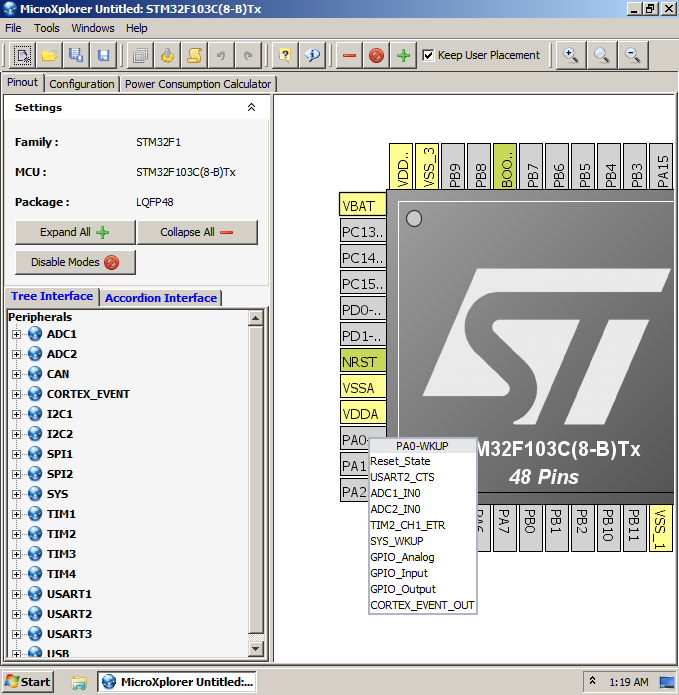 MicroXplorer Untitled: STM32F103C(8-B)Tx
File Tools Windows Help
Keep User Placement
Pinout Configuration Power Consumption Calculator
Settings
Family : STM32F1
MCU : STM32F103C(8-B)Tx
Package : LQFP48
Expand All Collapse All
Disable Modes
Tree Interface Accordion Interface
Peripherals
ADC1
ADC2
CAN
CORTEX_EVENT
I2C1
I2C2
SPI1
SPI2
SYS
TIM1
TIM2
TIM3
TIM4
USART1
USART2
USART3
USB
VDD..
VSS_3
PB9
PB8
BOO..
PB7
PB6
PB5
PB4
PB3
PA15
VBAT
PC13..
PC14..
PC15..
PD0-..
PD1-..
NRST
VSSA
VDDA
PA0-
PA1
PA2
ST
M32F103C(8-B)Tx
48 Pins
PA0-WKUP
Reset_State
USART2_CTS
ADC1_IN0
ADC2_IN0
TIM2_CH1_ETR
SYS_WKUP
GPIO_Analog
GPIO_Input
GPIO_Output
CORTEX_EVENT_OUT
PA6
PA7
PB0
PB1
PB2
PB10
PB11
VSS_1
Start MicroXplorer Untitled:... 1:19 AM